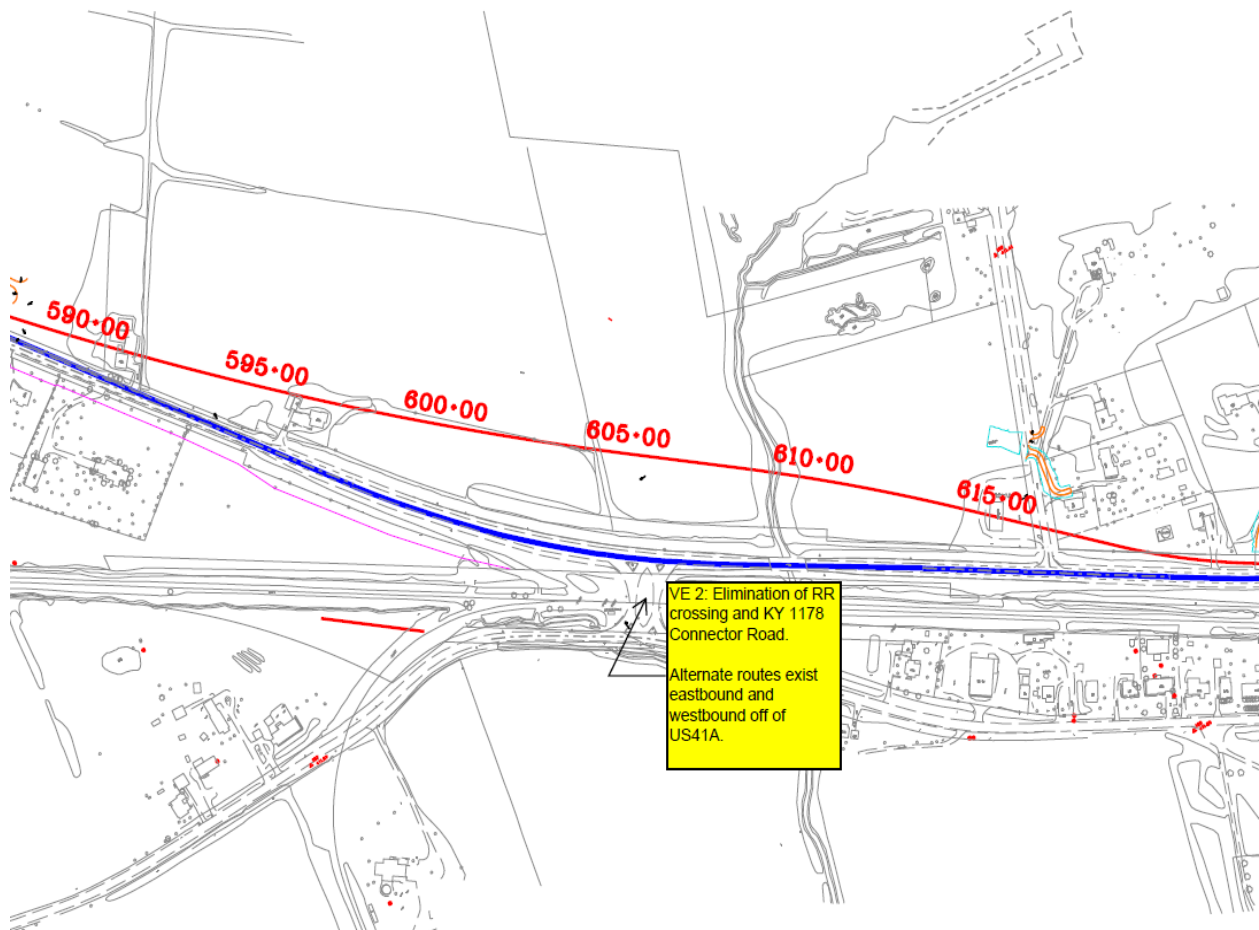 590+00
595+00
600+00
605+00
610+00
615+00
VE 2: Elimination of RR
crossing and KY 1178
Connector Road.
Alternate routes exist
eastbound and
westbound off of
US41A.